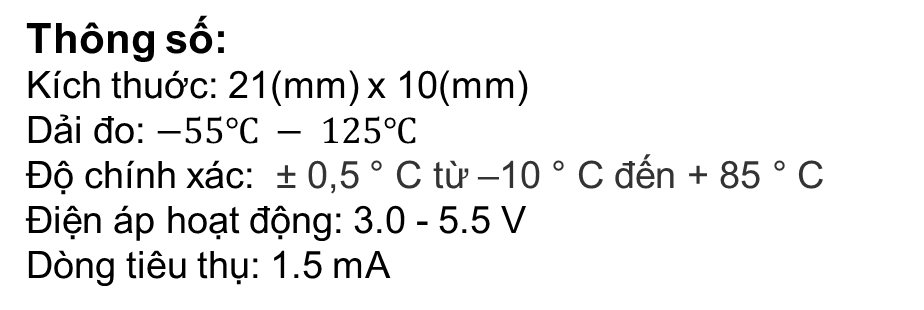 Thông số:
Kích thước: 21(mm) x 10(mm)
Dải đo: −55°C − 125°C
Độ chính xác: ± 0,5 ° C từ –10 ° C đến + 85 ° C
Điện áp hoạt động: 3.0 - 5.5 V
Dòng tiêu thụ: 1.5 mA